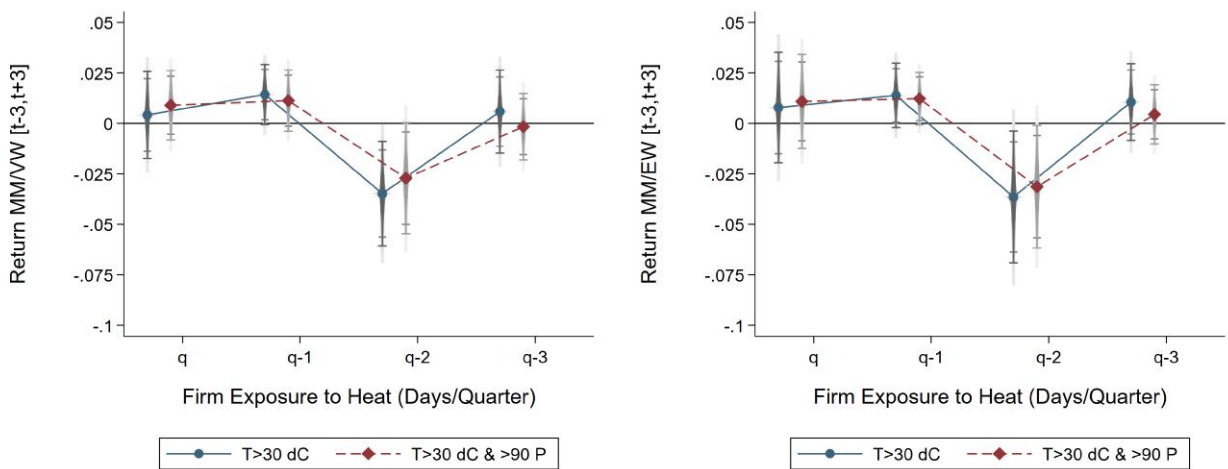 Return MM/VW [t-3,t+3]
.05
.025
0
-.025
-.05
-.075
-.1
q
q-1
q-2
q-3
Firm Exposure to Heat (Days/Quarter)
T>30 dC
T>30 dC & >90 P
Return MM/EW [t-3,t+3]
.05
.025
0
-.025
-.05
-.075
-.1
q
q-1
q-2
q-3
Firm Exposure to Heat (Days/Quarter)
T>30 dC
T>30 dC & >90 P